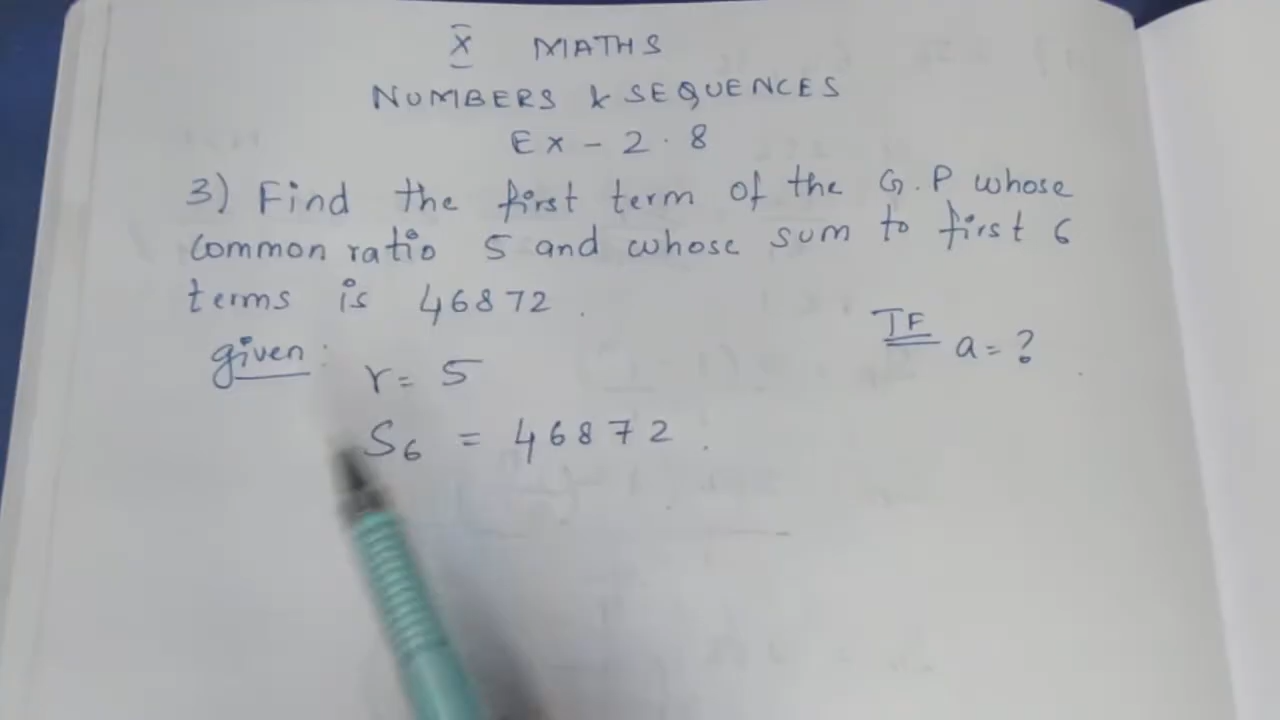 X MATHS
NUMBERS & SEQUENCES
Ex - 2.8
3) Find the first term of the G.P whose
common ratio 5 and whose sum to first 6
terms is 46872.
TF a = ?
given:
r = 5
S₆ = 46872.